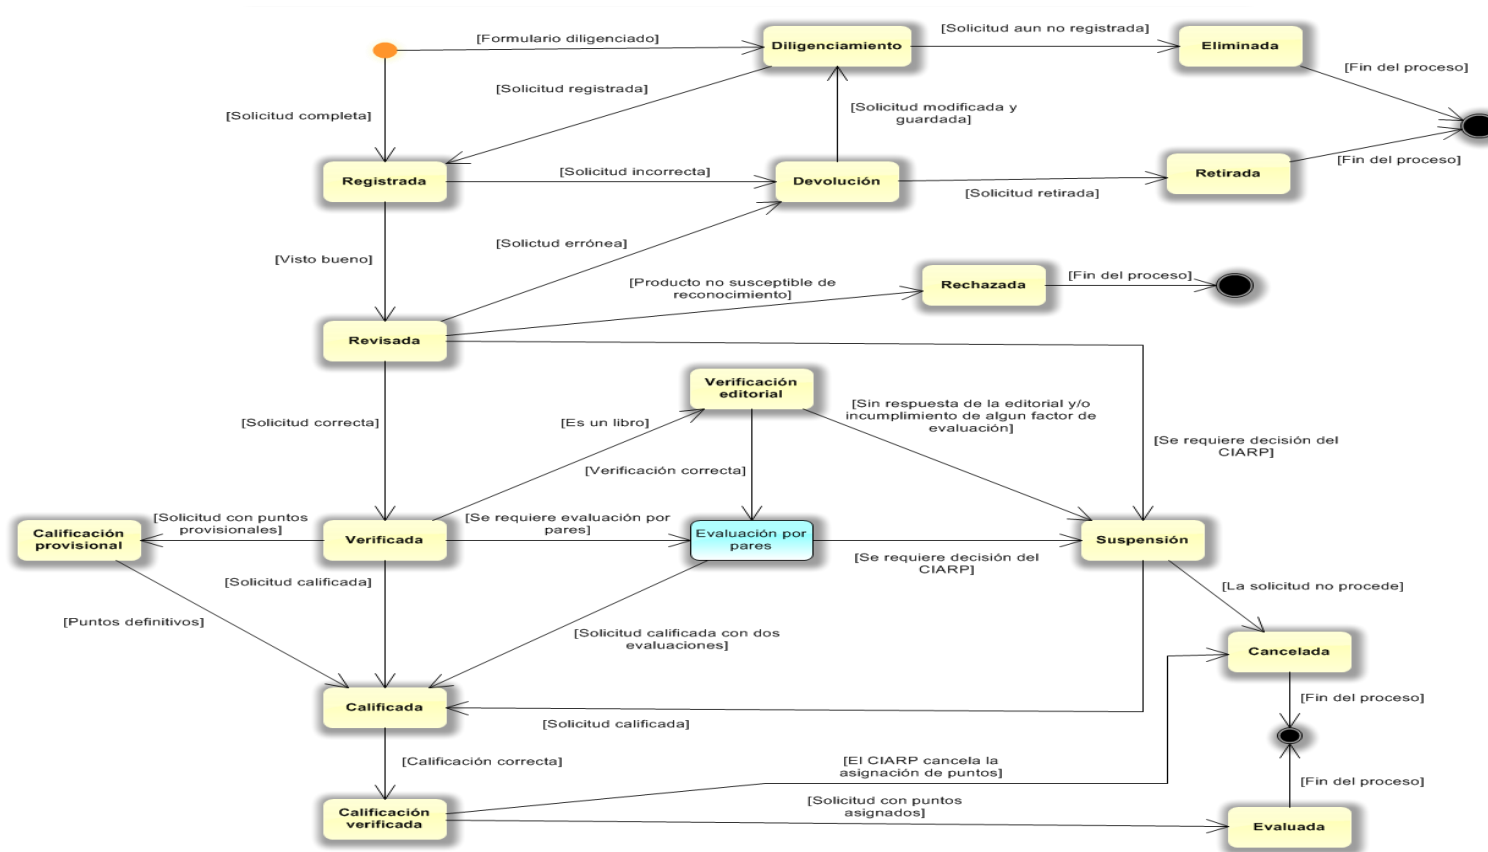 [Formulario diligenciado]
Diligenciamiento
[Solicitud aun no registrada]
Eliminada
[Fin del proceso]
[Solicitud registrada]
[Solicitud completa]
[Solicitud modificada y
guardada]
[Fin del proceso]
Registrada
[Solicitud incorrecta]
Devolución
[Solicitud retirada]
Retirada
[Visto bueno]
[Solictud errónea]
[Producto no susceptible de
reconocimiento]
Rechazada
[Fin del proceso]
Revisada
Verificación
editorial
[Solicitud correcta]
[Es un libro]
[Sin respuesta de la editorial y/o
incumplimiento de algun factor de
evaluación]
[Se requiere decisión del
CIARP]
[Verificación correcta]
Calificación
provisional
[Solicitud con puntos
provisionales]
Verificada
[Se requiere evaluación por
pares]
Evaluación por
pares
[Se requiere decisión del
CIARP]
Suspensión
[Solicitud calificada]
[La solicitud no procede]
[Puntos definitivos]
[Solicitud calificada con dos
evaluaciones]
Cancelada
Calificada
[Solicitud calificada]
[Fin del proceso]
[Calificación correcta]
[El CIARP cancela la
asignación de puntos]
[Fin del proceso]
Calificación
verificada
[Solicitud con puntos
asignados]
Evaluada